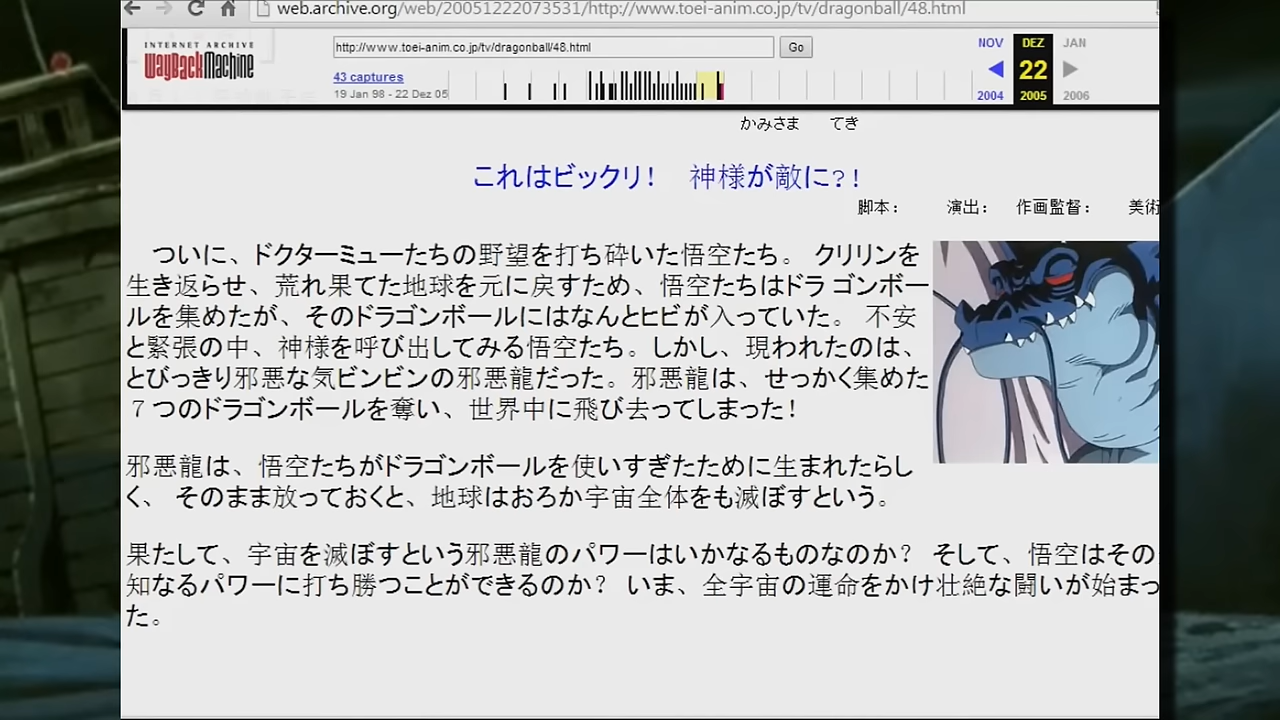 web.archive.org/web/20051222073531/http://www.toei-anim.co.jp/tv/dragonball/48.html
INTERNET ARCHIVE
WayBackMachine
http://www.toei-anim.co.jp/tv/dragonball/48.html
Go
43 captures
19 Jan 98 - 22 Dez 05
NOV DEZ JAN
22
2004 2005 2006
かみさま てき
これはビックリ! 神様が敵に?!
脚本: 演出: 作画監督: 美術
ついに、ドクターミューたちの野望を打ち砕いた悟空たち。 クリリンを
生き返らせ、荒れ果てた地球を元に戻すため、悟空たちはドラ ゴンボー
ルを集めたが、そのドラゴンボールにはなんとヒビが入っていた。 不安
と緊張の中、神様を呼び出してみる悟空たち。しかし、現われたのは、
とびっきり邪悪な気ビンビンの邪悪龍だった。邪悪龍は、せっかく集めた
７つのドラゴンボールを奪い、世界中に飛び去ってしまった!
邪悪龍は、悟空たちがドラゴンボールを使いすぎたために生まれたらし
く、 そのまま放っておくと、地球はおろか宇宙全体をも滅ぼすという。
果たして、宇宙を滅ぼすという邪悪龍のパワーはいかなるものなのか? そして、悟空はその
知なるパワーに打ち勝つことができるのか? いま、全宇宙の運命をかけ壮絶な闘いが始まっ
た。